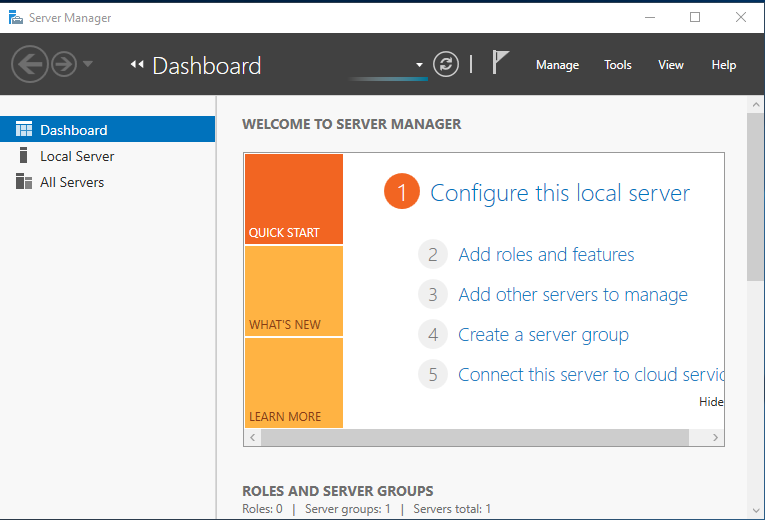 Server Manager
Dashboard
Manage Tools View Help
Dashboard
Local Server
All Servers
WELCOME TO SERVER MANAGER
QUICK START
WHAT'S NEW
LEARN MORE
1 Configure this local server
2 Add roles and features
3 Add other servers to manage
4 Create a server group
5 Connect this server to cloud servic
Hide
ROLES AND SERVER GROUPS
Roles: 0 | Server groups: 1 | Servers total: 1